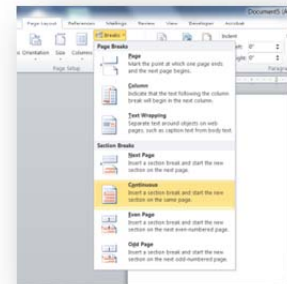 Document5 (A
Page Layout References Mailings Review View Developer Acrobat
Breaks
Orientation Size Columns
Indent
Page Setup
Page Breaks
Page
Mark the point at which one page ends
and the next page begins.
Column
Indicate that the text following the column
break will begin in the next column.
Text Wrapping
Separate text around objects on web
pages, such as caption text from body text.
Section Breaks
Next Page
Insert a section break and start the new
section on the next page.
Continuous
Insert a section break and start the new
section on the same page.
Even Page
Insert a section break and start the new
section on the next even-numbered page.
Odd Page
Insert a section break and start the new
section on the next odd-numbered page.